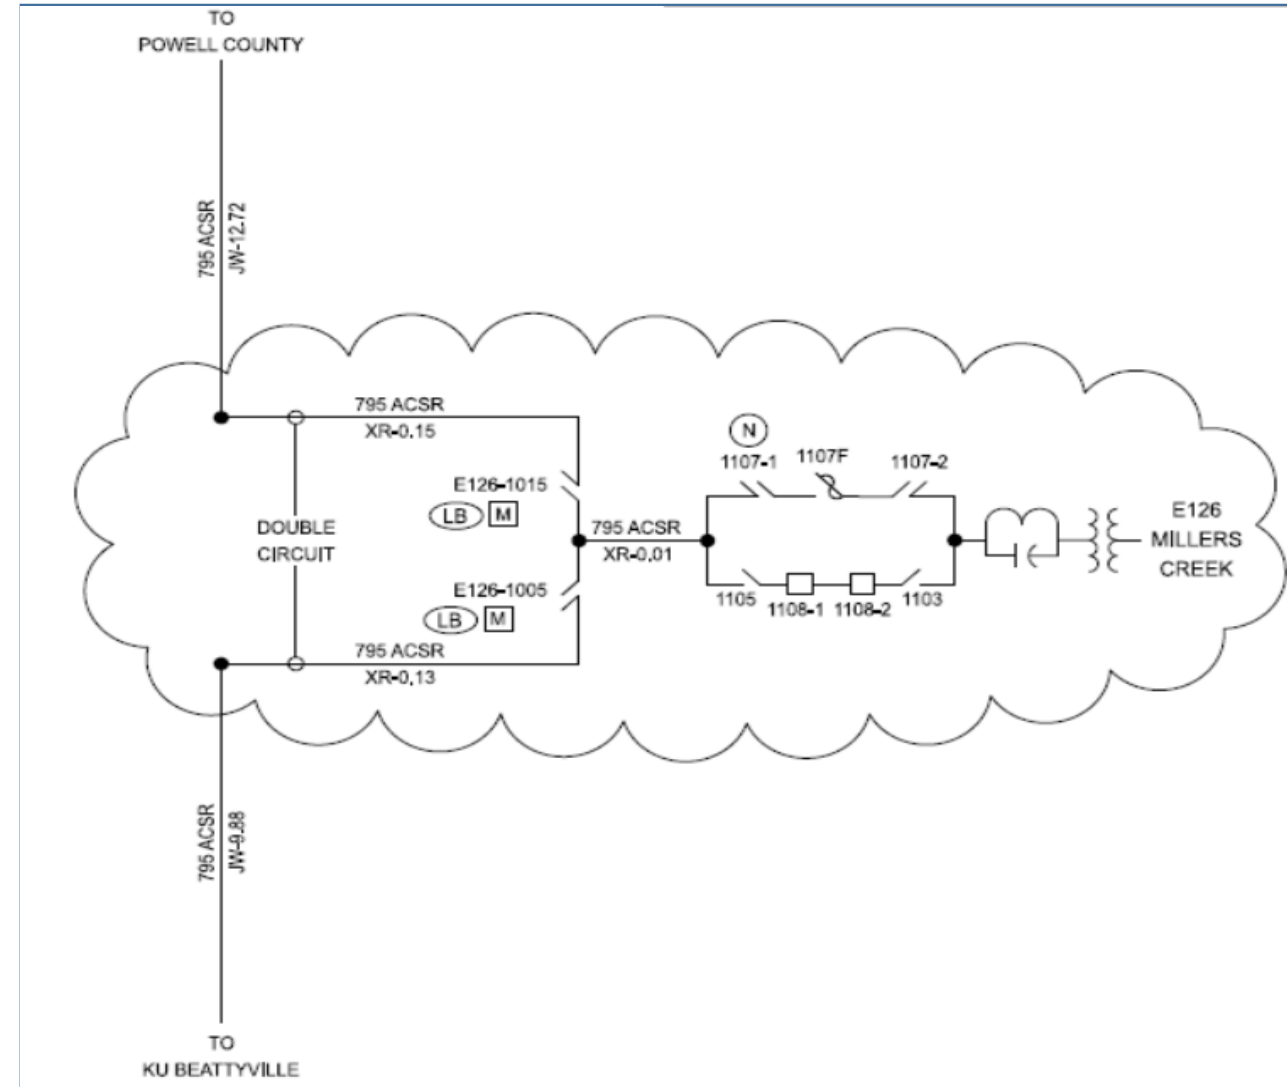 TO
POWELL COUNTY
795 ACSR
JW-12.72
795 ACSR
XR-0.15
N
1107-1
1107F
1107-2
E126-1015
LB M
DOUBLE
CIRCUIT
795 ACSR
XR-0.01
E126
MILLERS
CREEK
E126-1005
LB M
1105
1108-1
1108-2
1103
795 ACSR
XR-0.13
795 ACSR
JW-9.88
TO
KU BEATTYVILLE